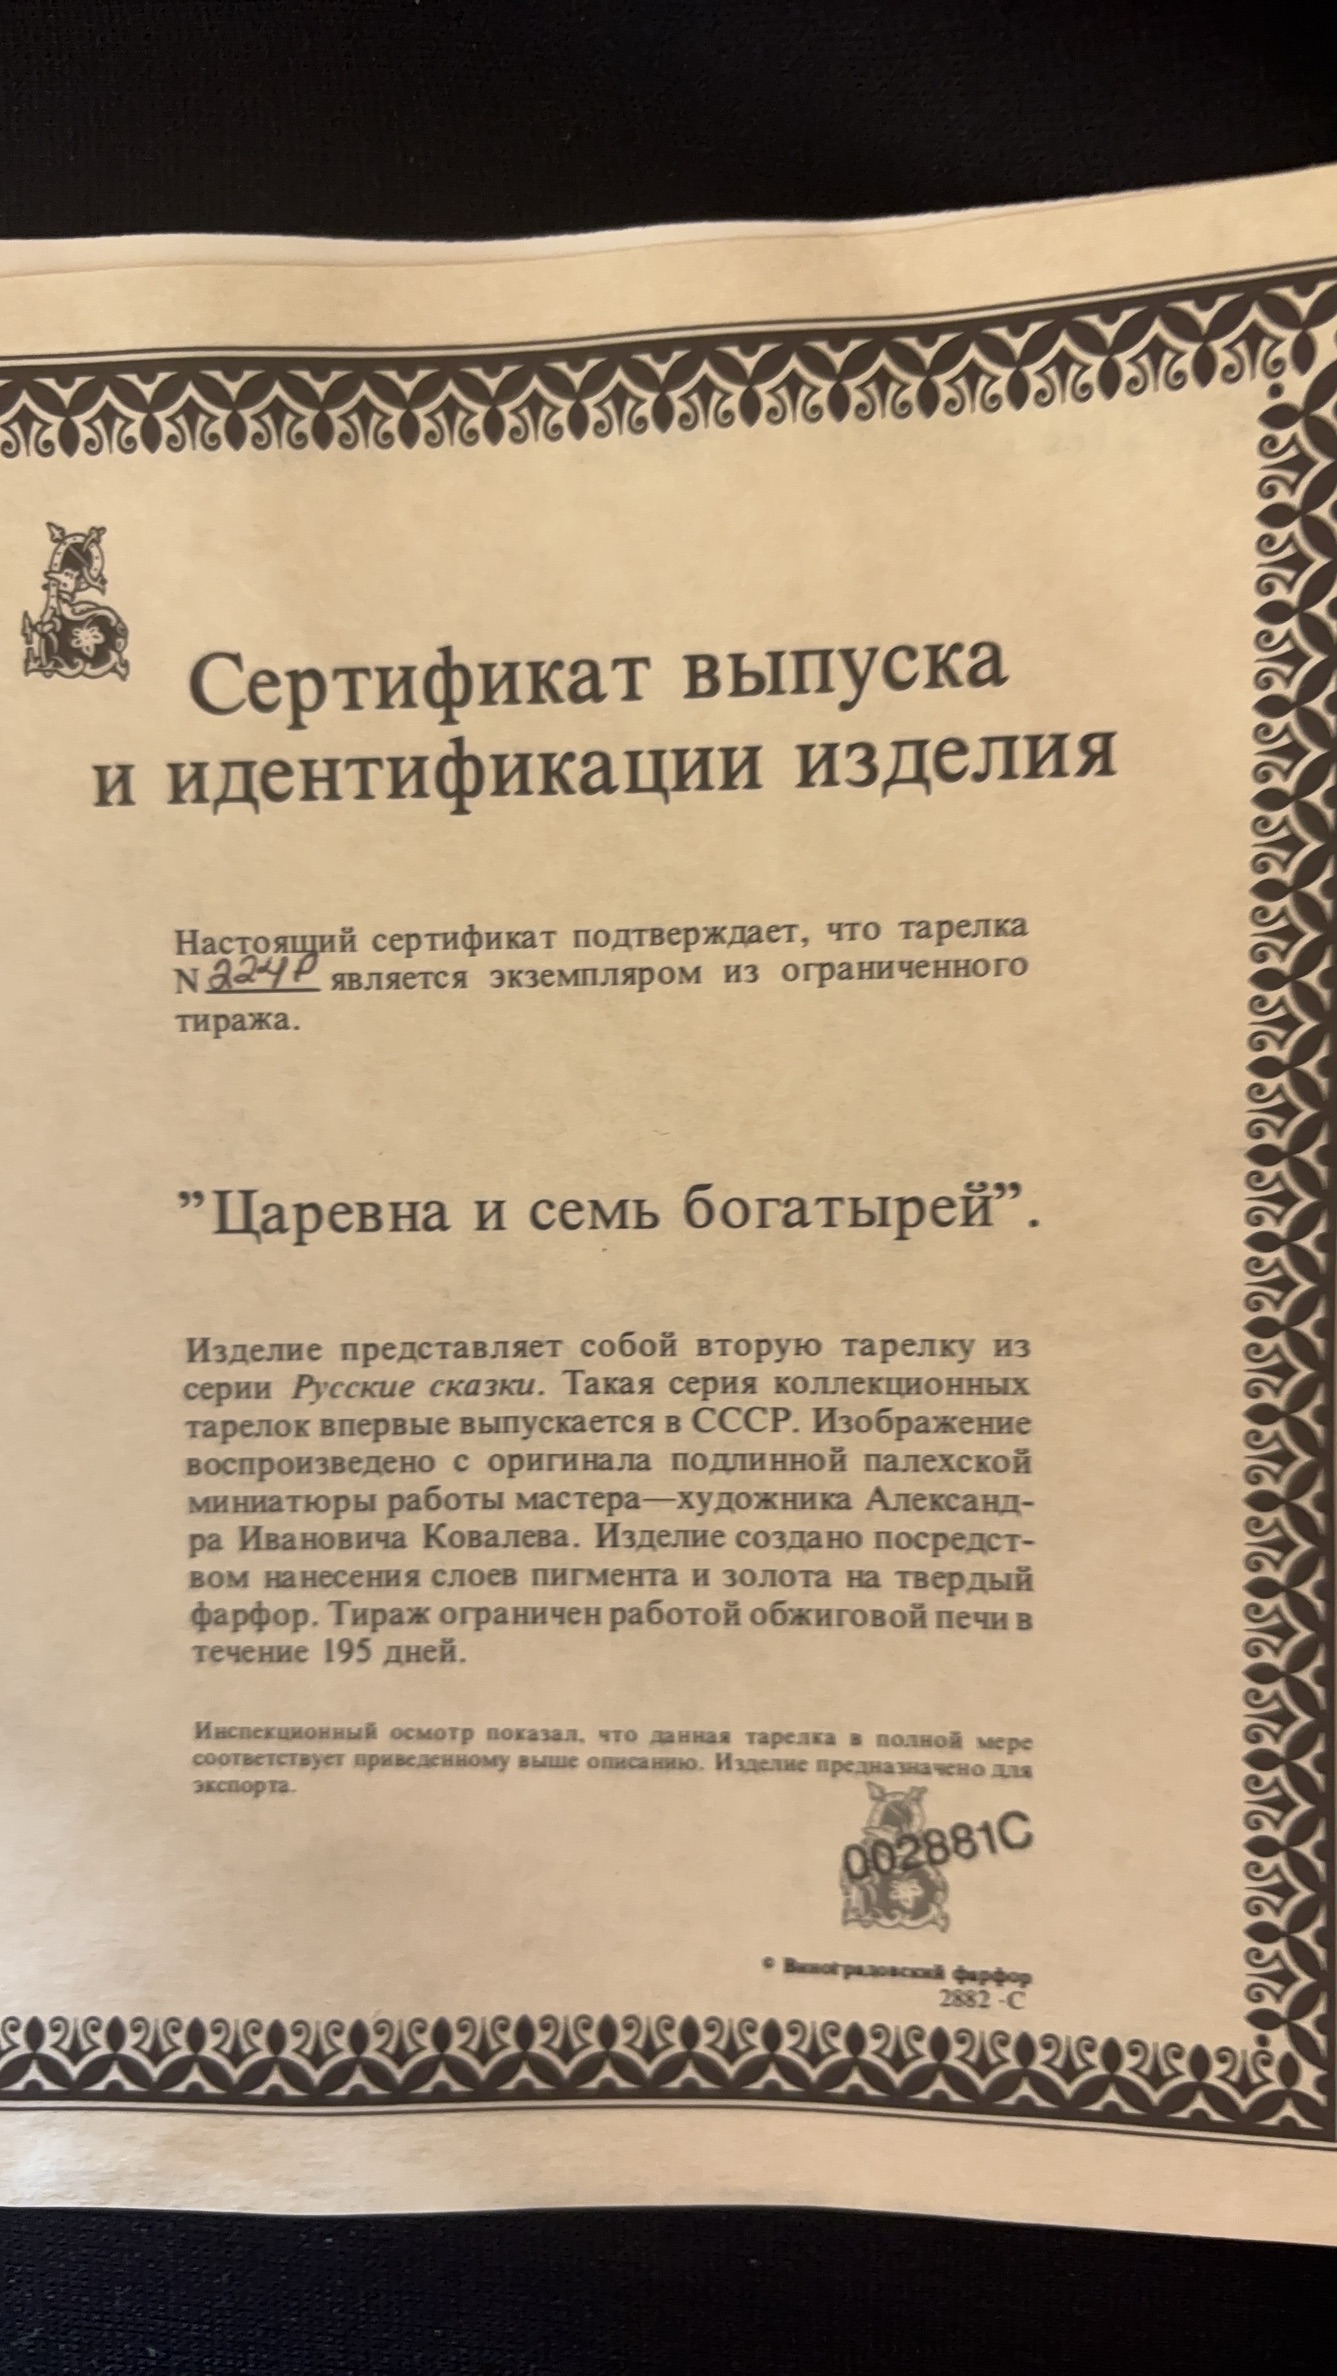 Сертификат выпуска
и идентификации изделия
Настоящий сертификат подтверждает, что тарелка
N 224P является экземпляром из ограниченного
тиража.
”Царевна и семь богатырей”.
Изделие представляет собой вторую тарелку из
серии Русские сказки. Такая серия коллекционных
тарелок впервые выпускается в СССР. Изображение
воспроизведено с оригинала подлинной палехской
миниатюры работы мастера—художника Александ-
ра Ивановича Ковалева. Изделие создано посредст-
вом нанесения слоев пигмента и золота на твердый
фарфор. Тираж ограничен работой обжиговой печи в
течение 195 дней.
Инспекционный осмотр показал, что данная тарелка в полной мере
соответствует приведенному выше описанию. Изделие предназначено для
экспорта.
002881C
© Виноградовский фарфор
2882 -C